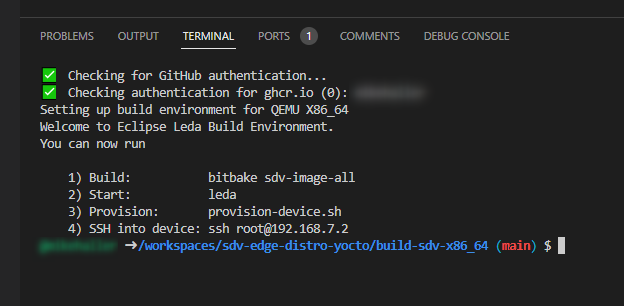 PROBLEMS OUTPUT TERMINAL PORTS 1 COMMENTS DEBUG CONSOLE
✅ Checking for GitHub authentication...
✅ Checking authentication for ghcr.io (0):
Setting up build environment for QEMU X86_64
Welcome to Eclipse Leda Build Environment.
You can now run
1) Build: bitbake sdv-image-all
2) Start: leda
3) Provision: provision-device.sh
4) SSH into device: ssh root@192.168.7.2
➜/workspaces/sdv-edge-distro-yocto/build-sdv-x86_64 (main) $